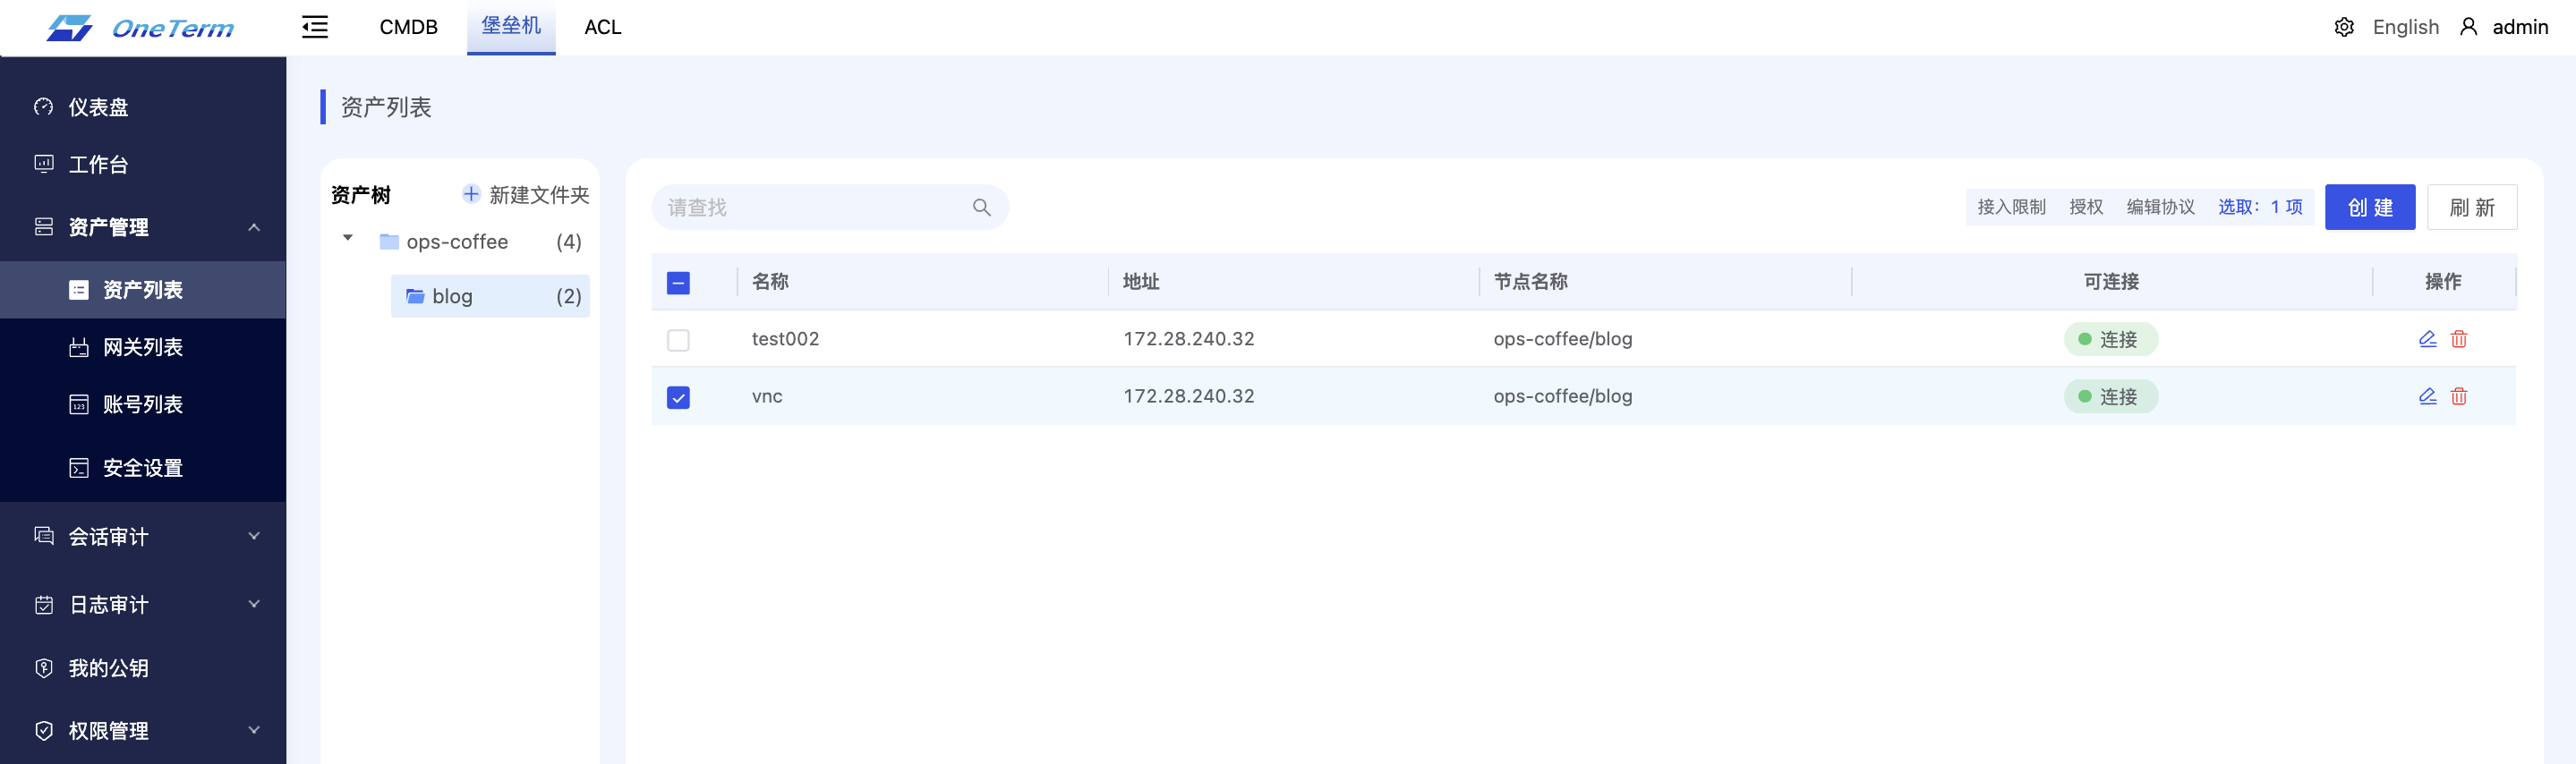 OneTerm
CMDB 堡垒机 ACL English admin
仪表盘
工作台
资产管理
资产列表
网关列表
账号列表
安全设置
会话审计
日志审计
我的公钥
权限管理
资产列表
资产树 新建文件夹
ops-coffee (4)
blog (2)
请查找 接入限制 授权 编辑协议 选取：1 项 创 建 刷 新
名称 地址 节点名称 可连接 操作
test002 172.28.240.32 ops-coffee/blog 连接
vnc 172.28.240.32 ops-coffee/blog 连接